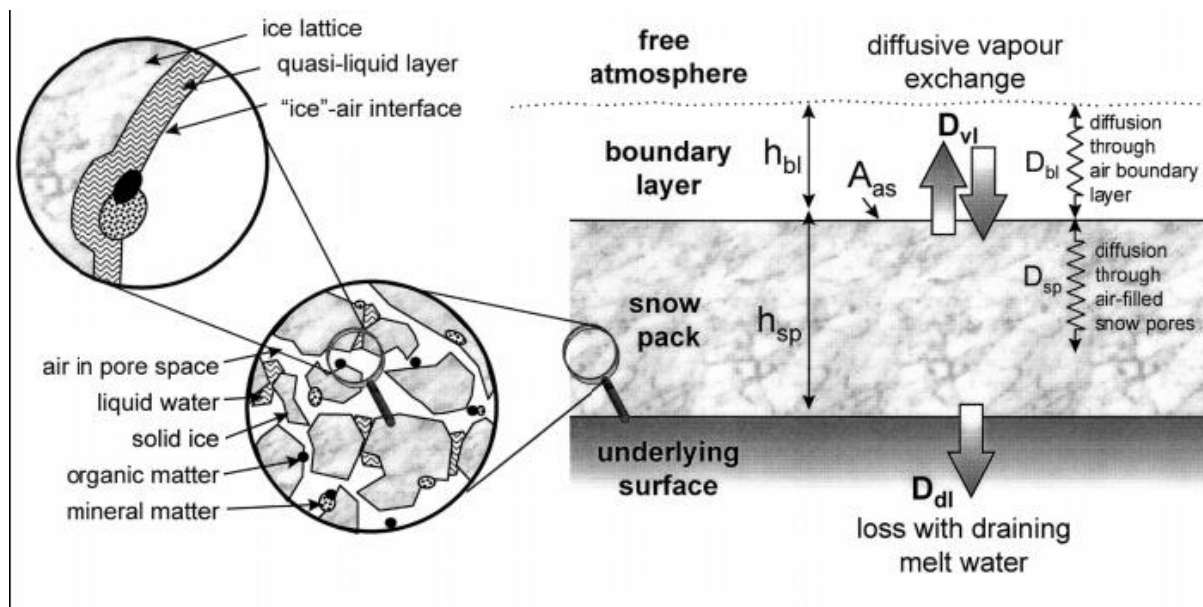 ice lattice
quasi-liquid layer
“ice”-air interface
air in pore space
liquid water
solid ice
organic matter
mineral matter
free
atmosphere
diffusive vapour
exchange
boundary
layer
h_bl
A_as
D_vl
D_bl
diffusion
through
air boundary
layer
snow
pack
h_sp
D_sp
diffusion
through
air-filled
snow pores
underlying
surface
D_dl
loss with draining
melt water